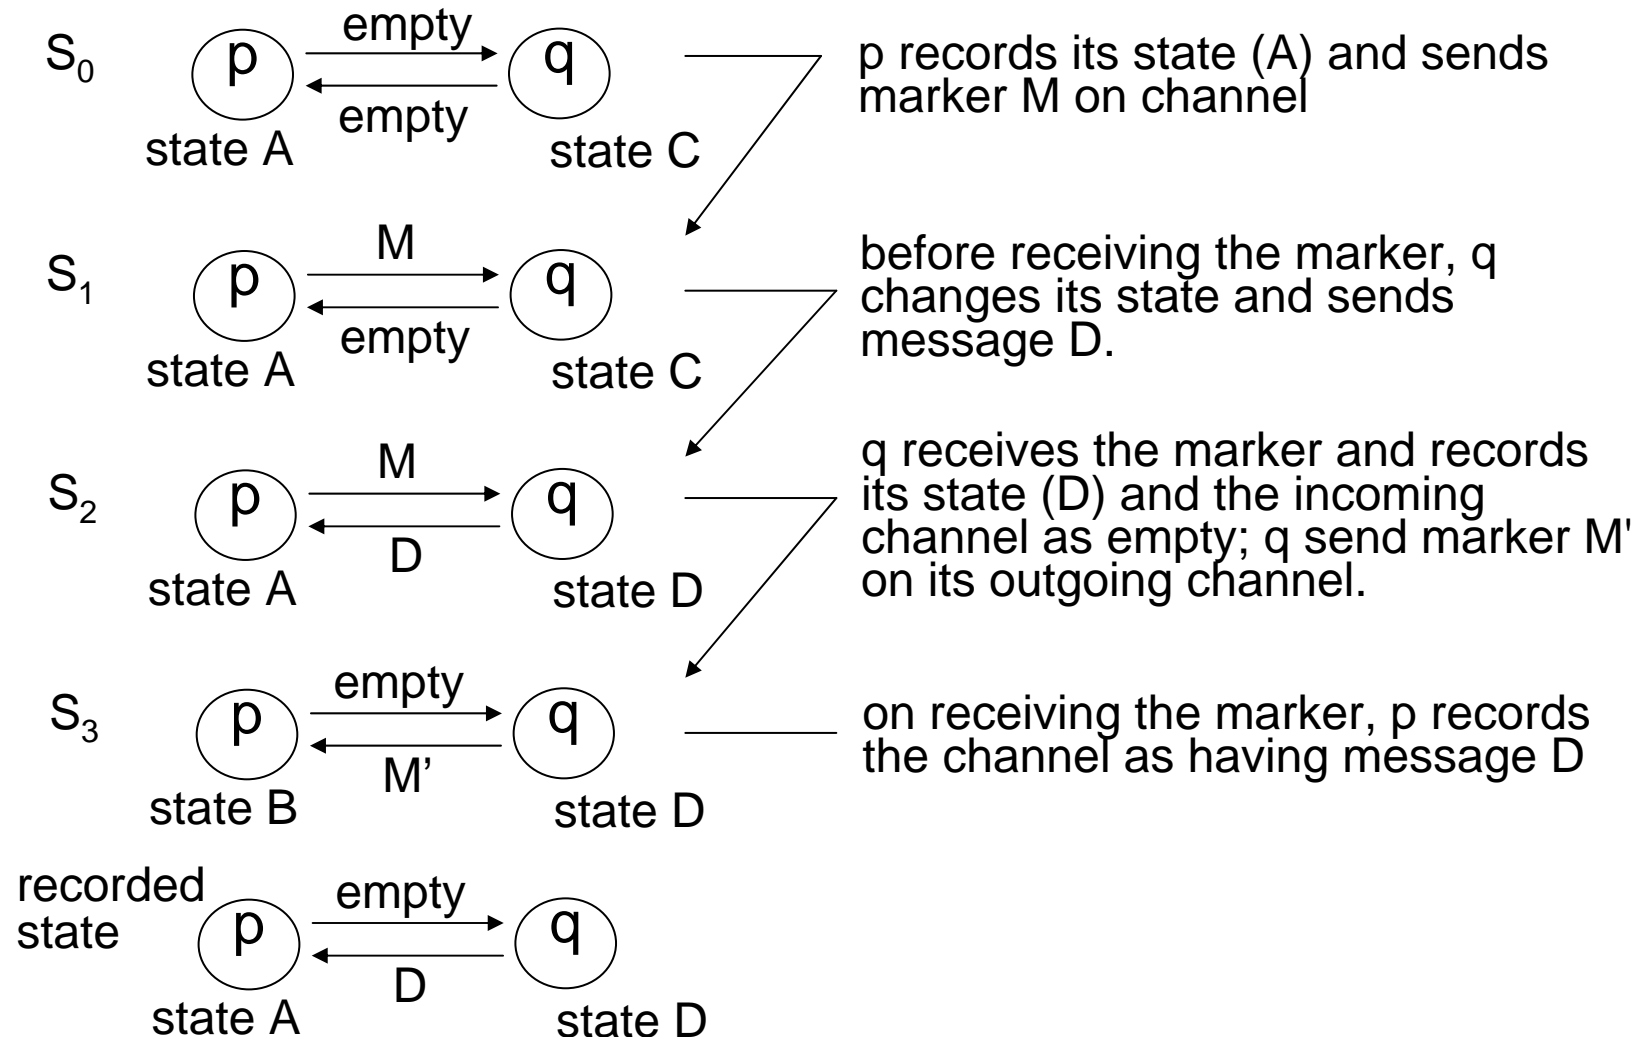 S0 p empty q p records its state (A) and sends
empty marker M on channel
state A state C
S1 p M q before receiving the marker, q
empty changes its state and sends
state A state C message D.
S2 p M q q receives the marker and records
D its state (D) and the incoming
state A state D channel as empty; q send marker M'
on its outgoing channel.
S3 p empty q on receiving the marker, p records
M’ the channel as having message D
state B state D
recorded
state p empty q
D
state A state D